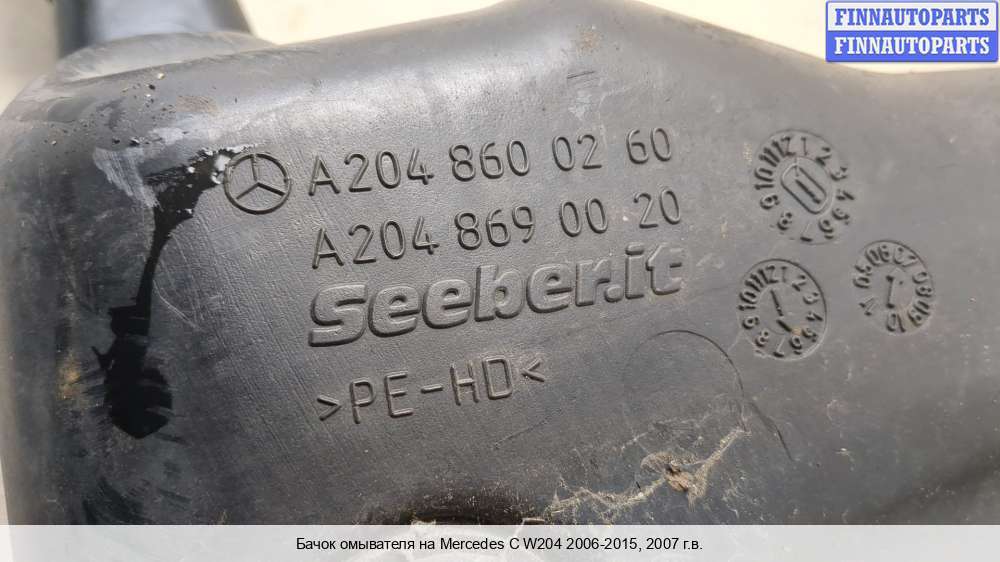 FINNAUTOPARTS
FINNAUTOPARTS
A204 860 02 60
A204 869 00 20
seeber.it
>PE-HD<
Бачок омывателя на Mercedes C W204 2006-2015, 2007 г.в.